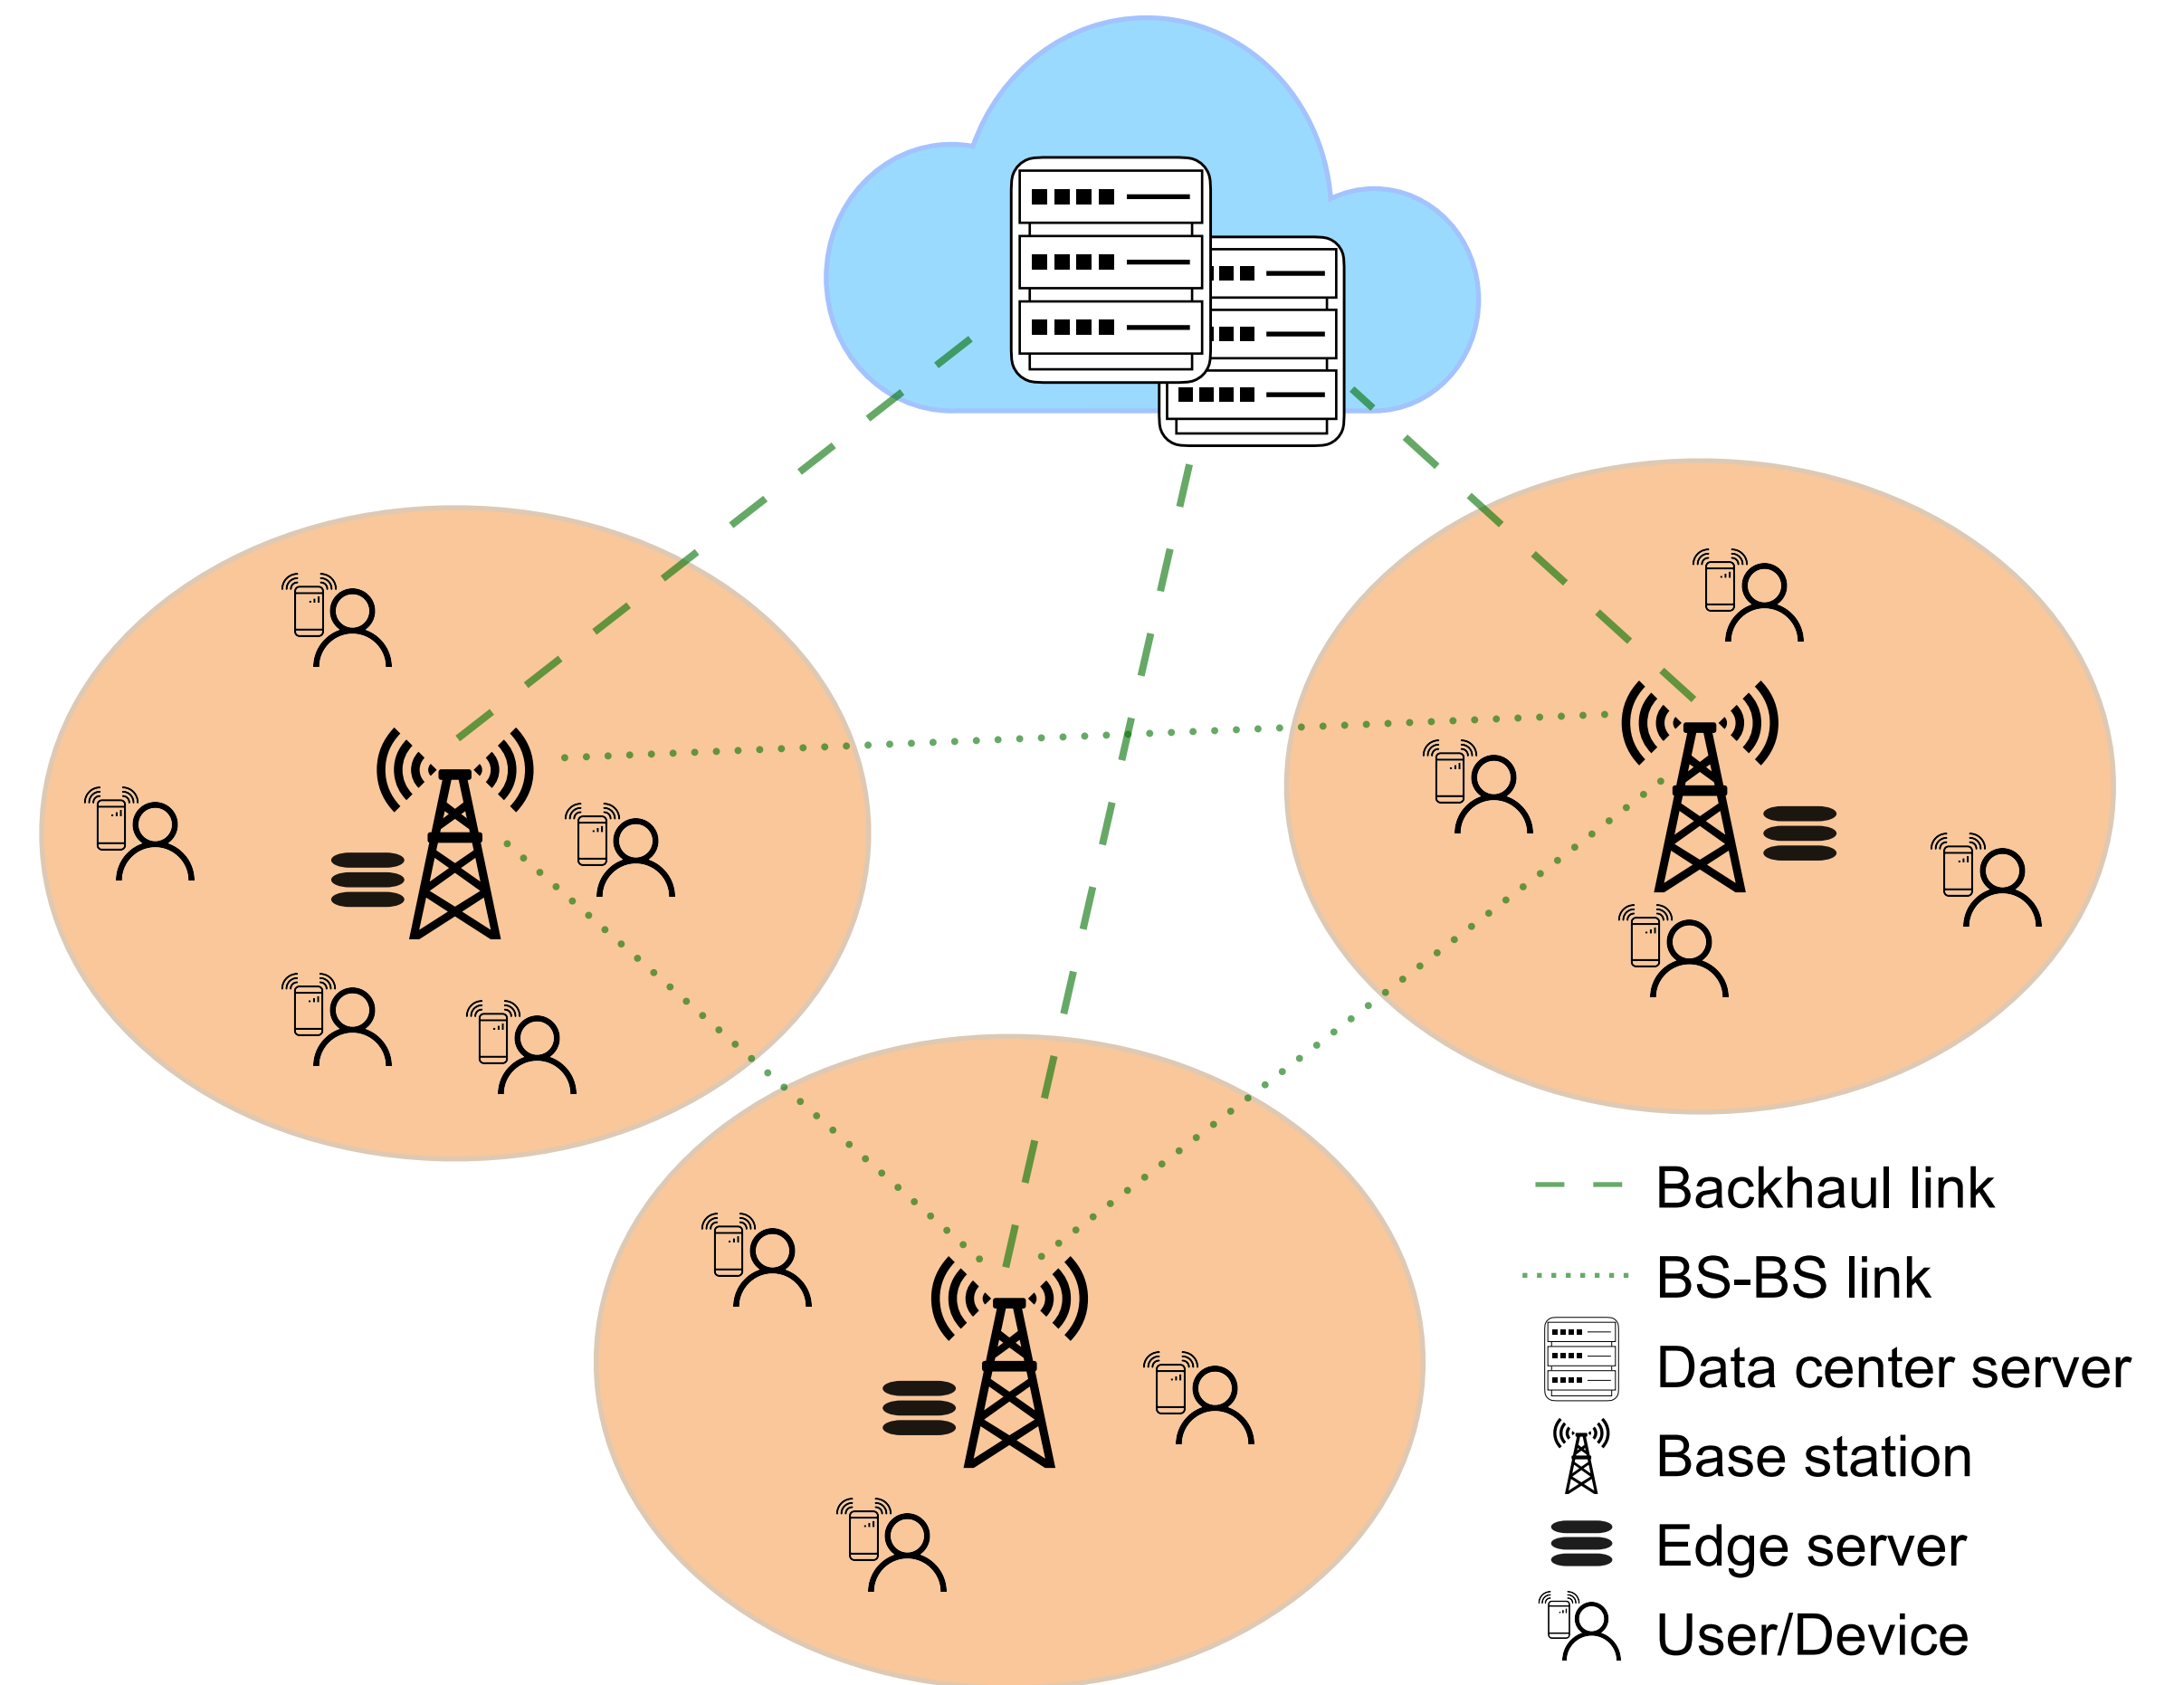 Backhaul link
BS-BS link
Data center server
Base station
Edge server
User/Device